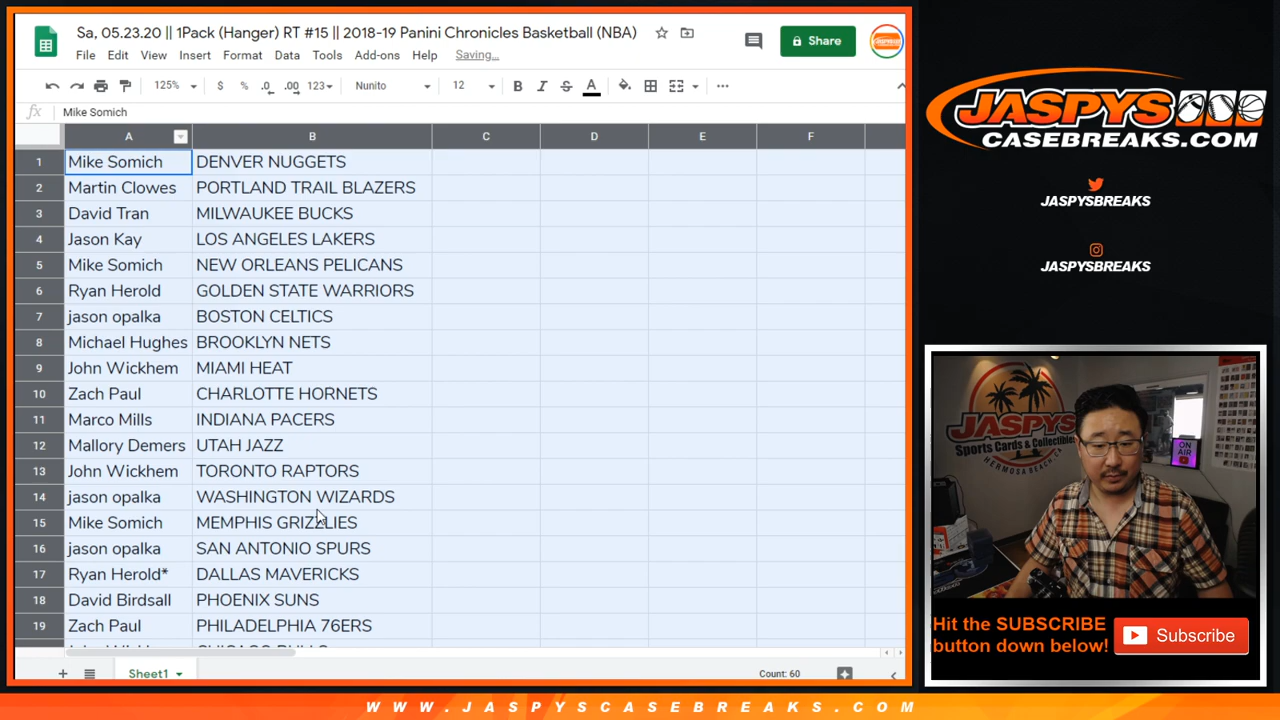 Sa, 05.23.20 || 1Pack (Hanger) RT #15 || 2018-19 Panini Chronicles Basketball (NBA)
File Edit View Insert Format Data Tools Add-ons Help Saving...
Share
125% $ % .0 .00 123 Nunito 12 B I S A
fx Mike Somich
A B C D E F
1 Mike Somich DENVER NUGGETS
2 Martin Clowes PORTLAND TRAIL BLAZERS
3 David Tran MILWAUKEE BUCKS
4 Jason Kay LOS ANGELES LAKERS
5 Mike Somich NEW ORLEANS PELICANS
6 Ryan Herold GOLDEN STATE WARRIORS
7 jason opalka BOSTON CELTICS
8 Michael Hughes BROOKLYN NETS
9 John Wickhem MIAMI HEAT
10 Zach Paul CHARLOTTE HORNETS
11 Marco Mills INDIANA PACERS
12 Mallory Demers UTAH JAZZ
13 John Wickhem TORONTO RAPTORS
14 jason opalka WASHINGTON WIZARDS
15 Mike Somich MEMPHIS GRIZZLIES
16 jason opalka SAN ANTONIO SPURS
17 Ryan Herold* DALLAS MAVERICKS
18 David Birdsall PHOENIX SUNS
19 Zach Paul PHILADELPHIA 76ERS
Sheet1
Count: 60
JASPYS
CASEBREAKS.COM
JASPYSBREAKS
JASPYSBREAKS
JASPYS
Sports Cards & Collectibles
HERMOSA BEACH, CA
ON
AIR
Hit the SUBSCRIBE
button down below!
Subscribe
WWW.JASPYSCASEBREAKS.COM